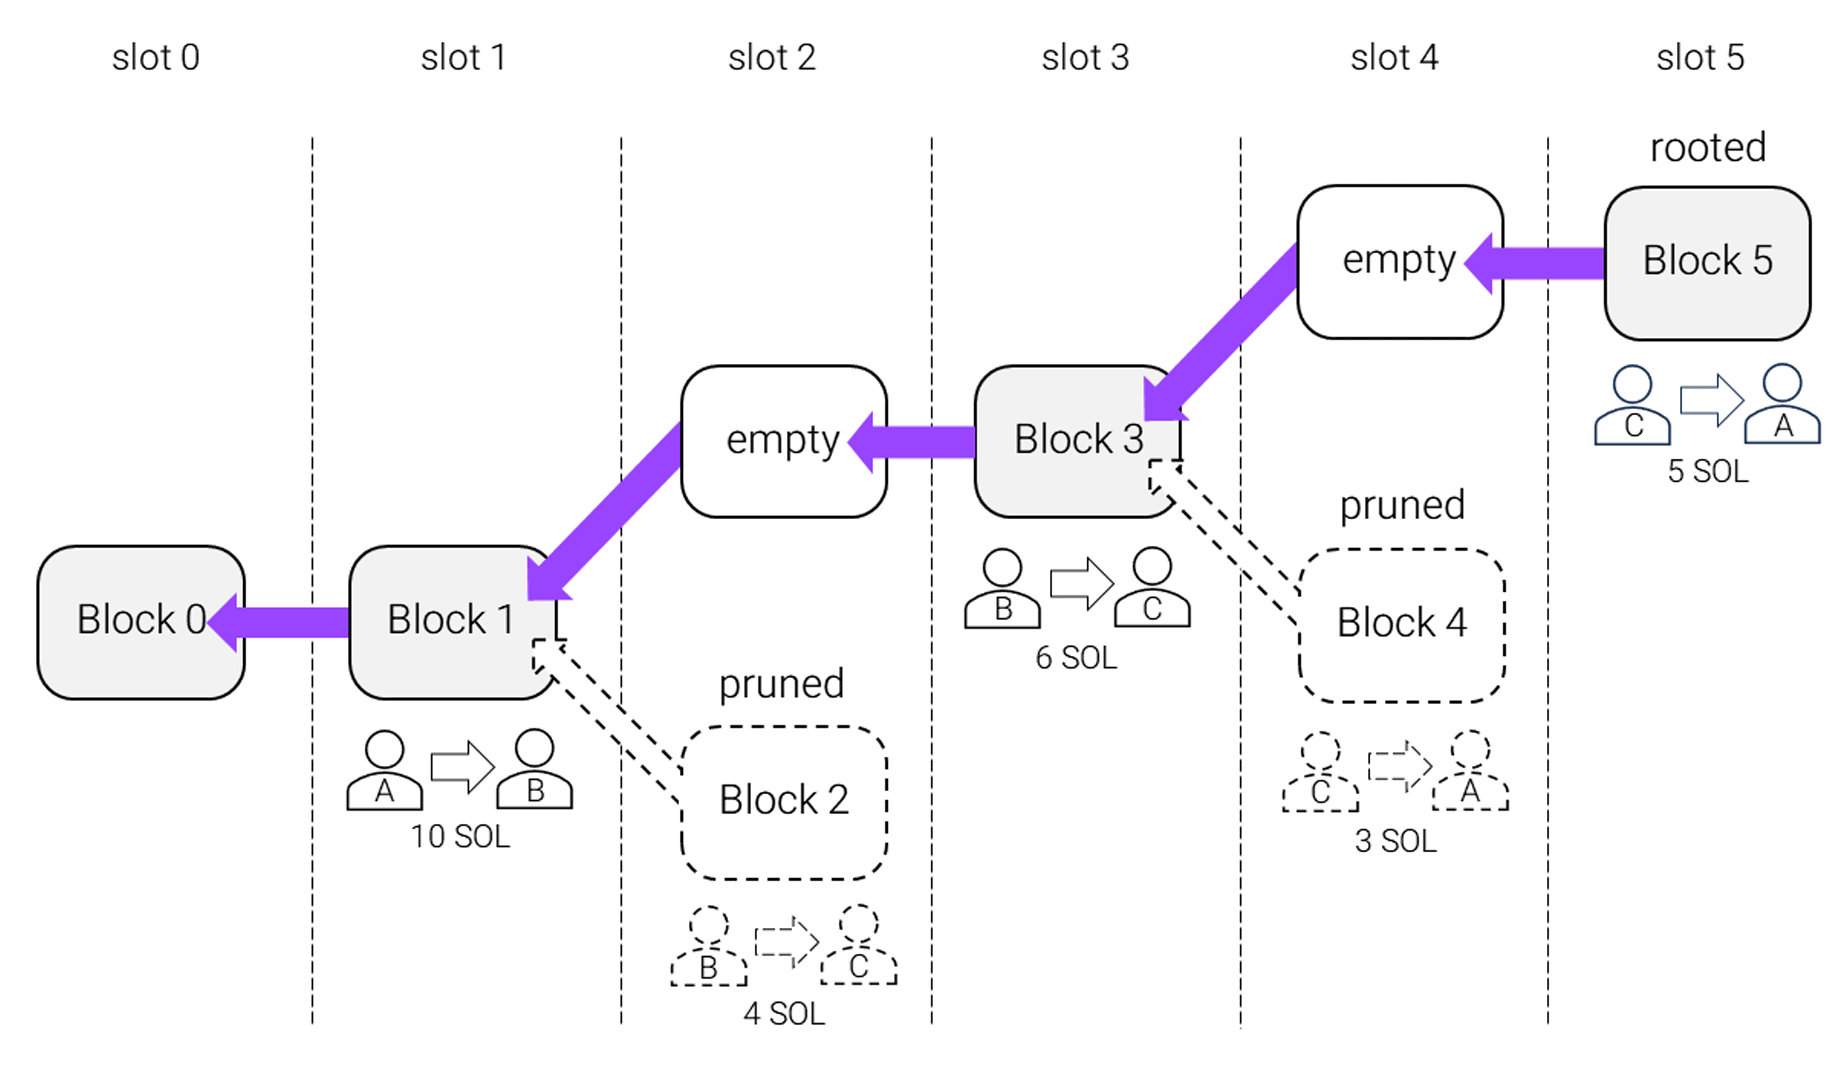 slot 0
slot 1
slot 2
slot 3
slot 4
slot 5
rooted
empty
Block 5
C
A
5 SOL
empty
Block 3
B
C
6 SOL
pruned
Block 4
C
A
3 SOL
Block 0
Block 1
A
B
10 SOL
pruned
Block 2
B
C
4 SOL